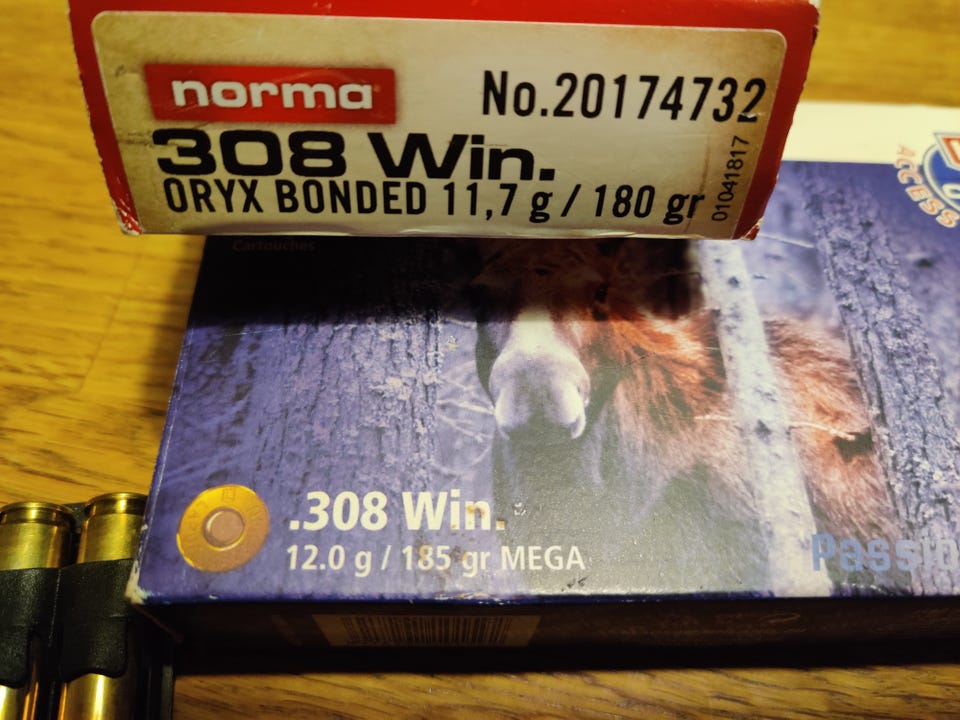 norma
No.20174732
308 Win.
ORYX BONDED 11,7 g / 180 gr
01041817
ACCESS
Cartouches
.308 Win.
12.0 g / 185 gr MEGA